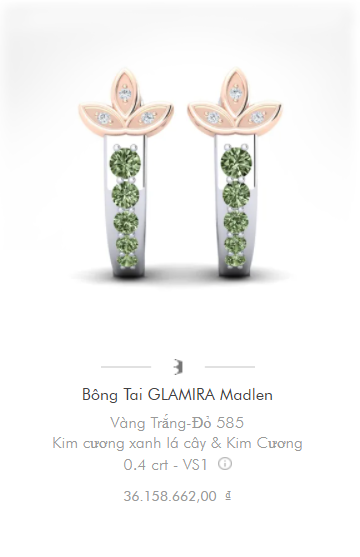 Bông Tai GLAMIRA Madlen
Vàng Trắng-Đỏ 585
Kim cương xanh lá cây & Kim Cương
0.4 crt - VS1
36.158.662,00 ₫